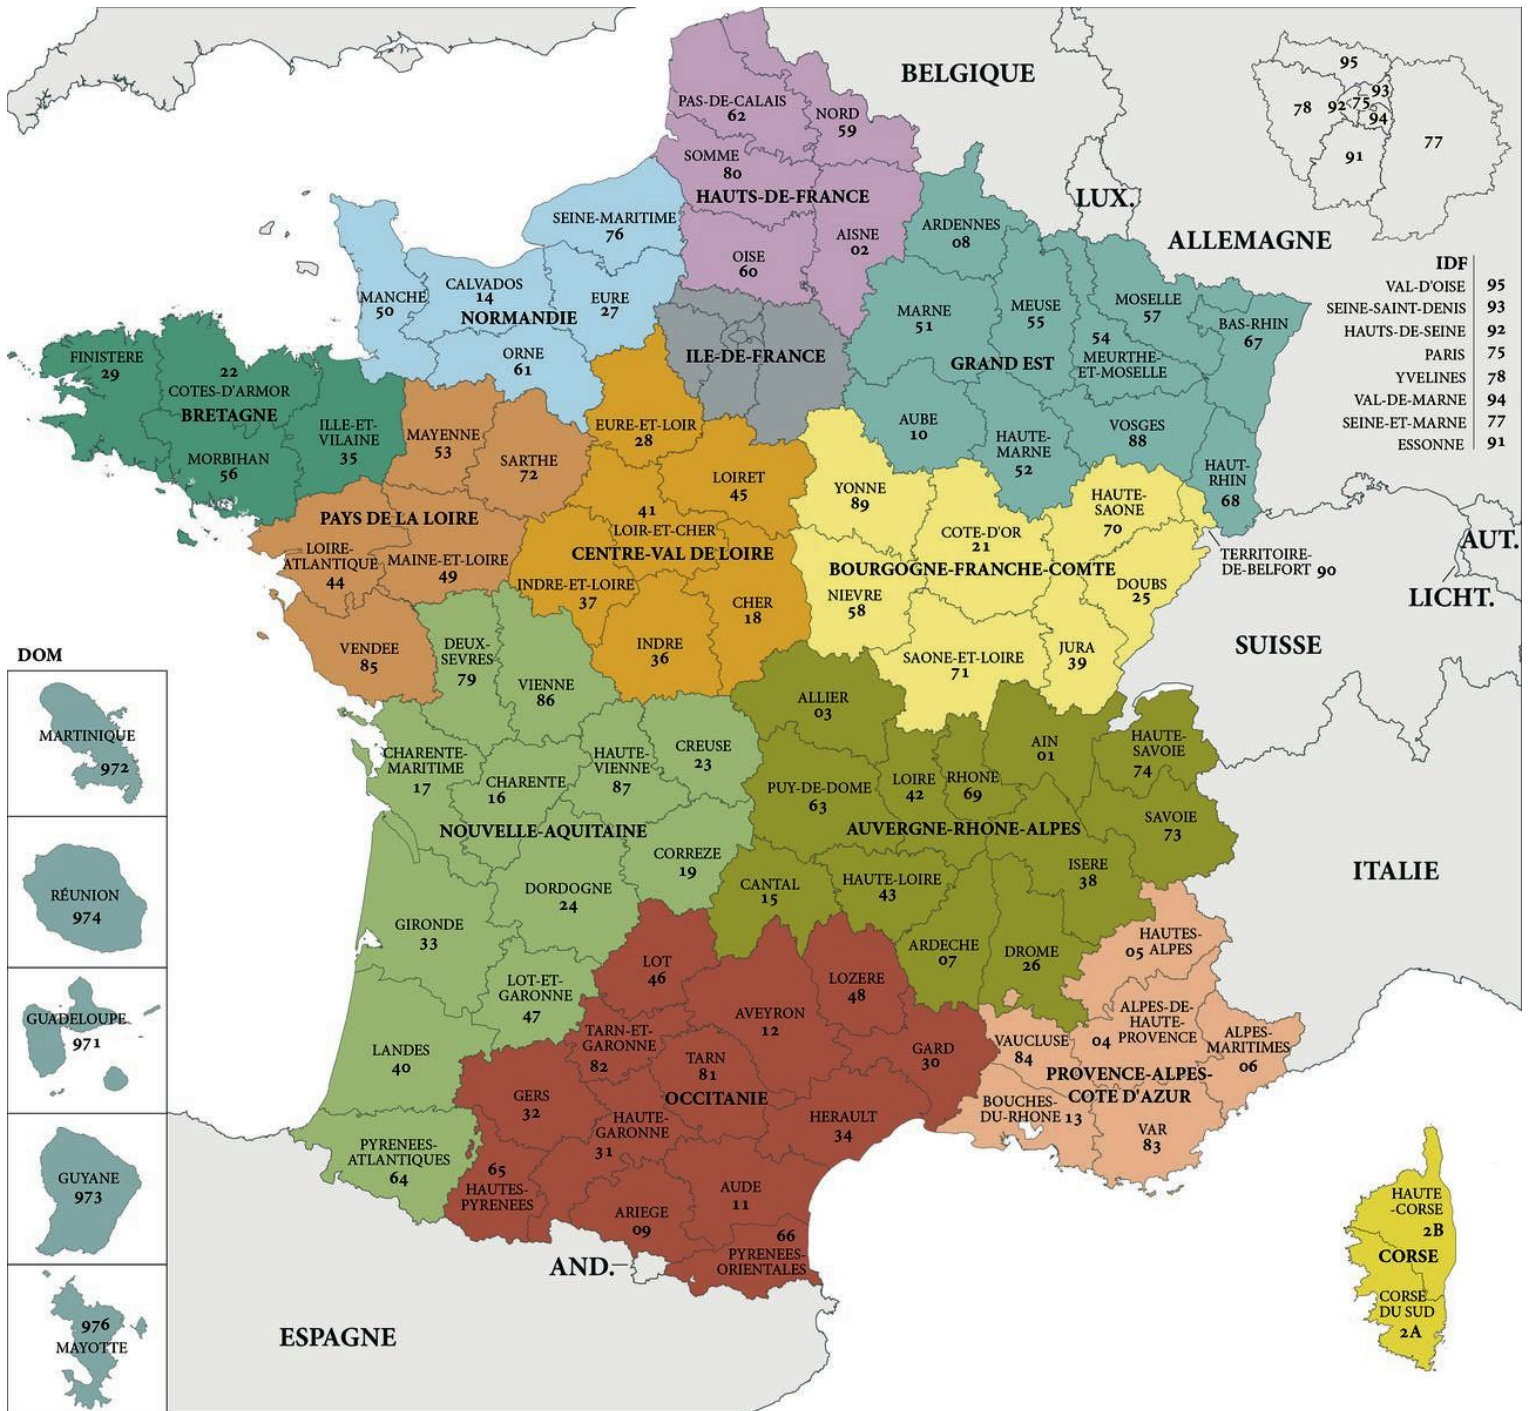 BELGIQUE
95
93
78
92
75
94
91
77
PAS-DE-CALAIS
62
NORD
59
SOMME
80
HAUTS-DE-FRANCE
AISNE
02
OISE
60
LUX.
ALLEMAGNE
IDF
VAL-D'OISE 95
SEINE-SAINT-DENIS 93
HAUTS-DE-SEINE 92
PARIS 75
YVELINES 78
VAL-DE-MARNE 94
SEINE-ET-MARNE 77
ESSONNE 91
SEINE-MARITIME
76
CALVADOS
14
MANCHE
50
EURE
27
NORMANDIE
ORNE
61
ARDENNES
08
MARNE
51
MEUSE
55
MOSELLE
57
54
MEURTHE-
ET-MOSELLE
BAS-RHIN
67
GRAND EST
AUBE
10
HAUTE-
MARNE
52
VOSGES
88
HAUT-
RHIN
68
ILE-DE-FRANCE
FINISTERE
29
22
COTES-D'ARMOR
BRETAGNE
ILLE-ET-
VILAINE
35
MORBIHAN
56
MAYENNE
53
SARTHE
72
PAYS DE LA LOIRE
LOIRE-
ATLANTIQUE
44
MAINE-ET-LOIRE
49
VENDEE
85
EURE-ET-LOIR
28
LOIRET
45
41
LOIR-ET-CHER
CENTRE-VAL DE LOIRE
INDRE-ET-LOIRE
37
CHER
18
INDRE
36
YONNE
89
COTE-D'OR
21
HAUTE-
SAONE
70
TERRITOIRE-
DE-BELFORT 90
BOURGOGNE-FRANCHE-COMTE
NIEVRE
58
DOUBS
25
SAONE-ET-LOIRE
71
JURA
39
AUT.
LICHT.
SUISSE
DEUX-
SEVRES
79
VIENNE
86
CHARENTE-
MARITIME
17
CHARENTE
16
HAUTE-
VIENNE
87
CREUSE
23
NOUVELLE-AQUITAINE
CORREZE
19
DORDOGNE
24
GIRONDE
33
LOT-ET-
GARONNE
47
LANDES
40
PYRENEES-
ATLANTIQUES
64
ALLIER
03
PUY-DE-DOME
63
LOIRE
42
RHONE
69
AIN
01
HAUTE-
SAVOIE
74
SAVOIE
73
AUVERGNE-RHONE-ALPES
ISERE
38
CANTAL
15
HAUTE-LOIRE
43
ARDECHE
07
DROME
26
ITALIE
LOT
46
AVEYRON
12
LOZERE
48
TARN-ET-
GARONNE
82
TARN
81
GARD
30
OCCITANIE
GERS
32
HAUTE-
GARONNE
31
HERAULT
34
65
HAUTES-
PYRENEES
ARIEGE
09
AUDE
11
66
PYRENEES-
ORIENTALES
HAUTES-
05 ALPES
ALPES-DE-
HAUTE-
04 PROVENCE
ALPES-
MARITIMES
06
VAUCLUSE
84
PROVENCE-ALPES-
COTE D'AZUR
BOUCHES-
DU-RHONE 13
VAR
83
HAUTE
-CORSE
2B
CORSE
CORSE
DU SUD
2A
AND.
ESPAGNE
DOM
MARTINIQUE
972
RÉUNION
974
GUADELOUPE
971
GUYANE
973
976
MAYOTTE